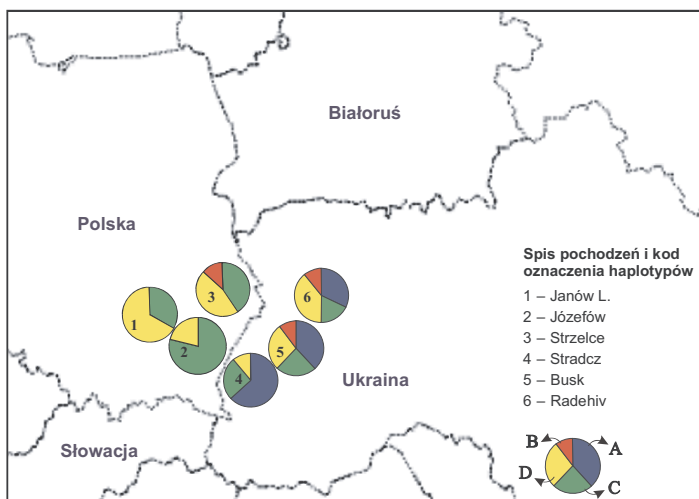 Białoruś
Polska
Spis pochodzeń i kod
oznaczenia haplotypów
1 – Janów L.
2 – Józefów
3 – Strzelce
4 – Stradcz
5 – Busk
6 – Radehiv
3
6
1
2
5
4
Ukraina
Słowacja
B
A
D
C